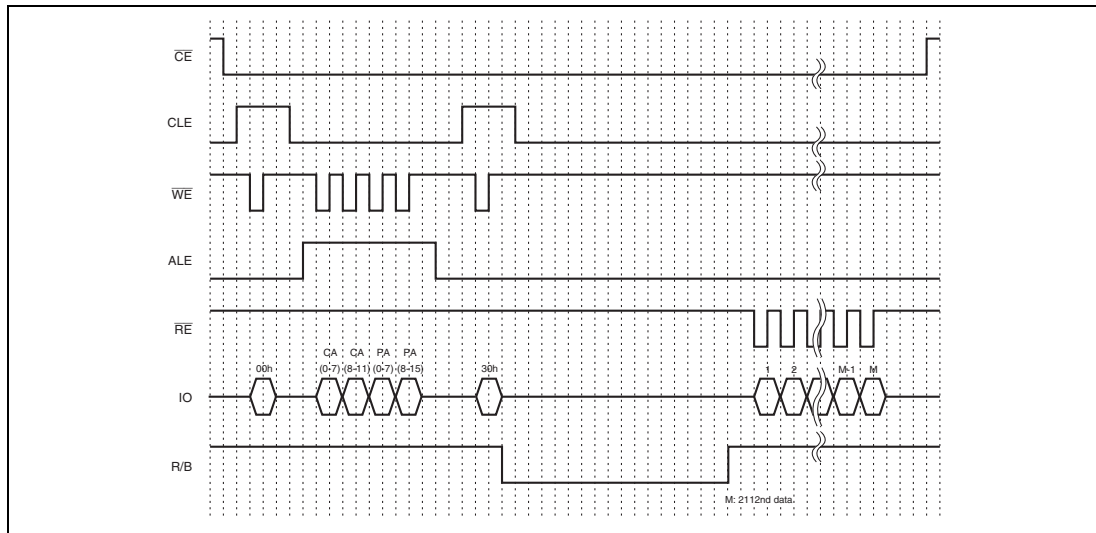 CE
CLE
WE
ALE
RE
CA CA PA PA
00h (0-7) (8-11) (0-7) (8-15) 30h 1 2 M-1 M
IO
R/B
M: 2112nd data